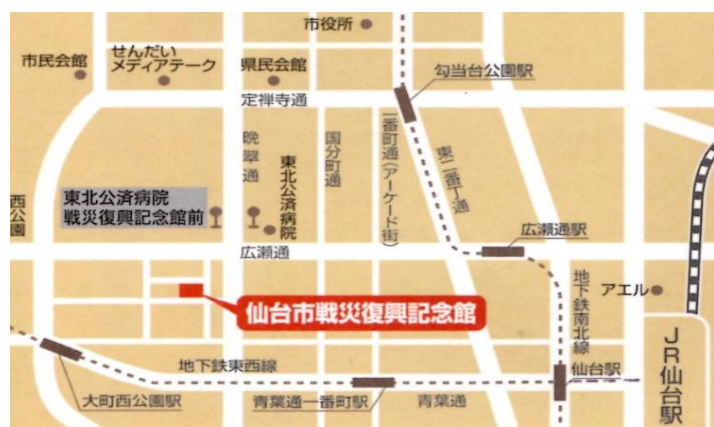 市役所
せんだい
メディアテーク
市民会館
県民会館
勾当台公園駅
定禅寺通
晩翠通
国分町通
一番町通(アーケード街)
東二番丁通
西公園
東北公済病院
戦災復興記念館前
東北公済病院
広瀬通駅
広瀬通
地下鉄南北線
アエル
仙台市戦災復興記念館
JR仙台駅
地下鉄東西線
仙台駅
大町西公園駅
青葉通一番町駅
青葉通